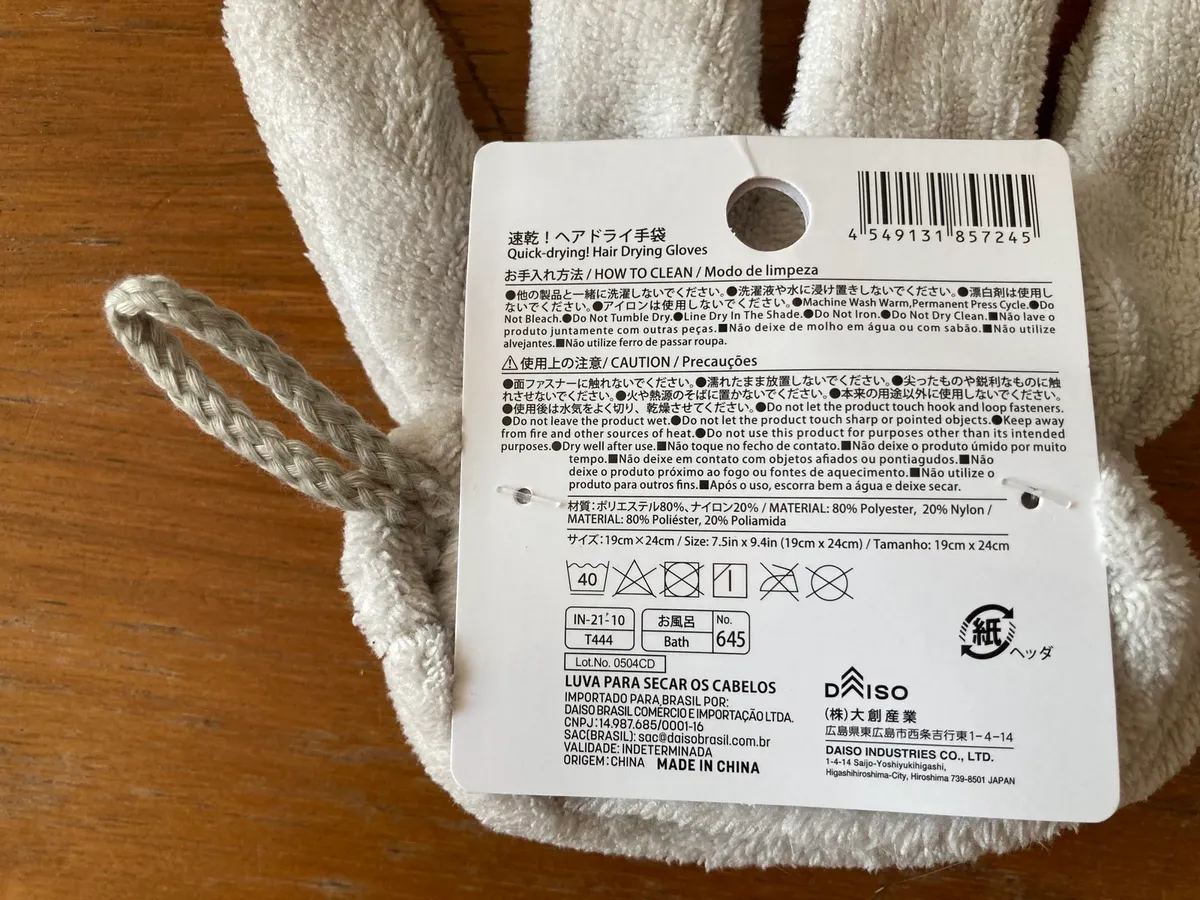 4 549131 857245
速乾！ヘアドライ手袋
Quick-drying! Hair Drying Gloves
お手入れ方法 / HOW TO CLEAN / Modo de limpeza
●他の製品と一緒に洗濯しないでください。●洗濯液や水に浸け置きしないでください。●漂白剤は使用し
ないでください。●アイロンは使用しないでください。●Machine Wash Warm,Permanent Press Cycle.●Do
Not Bleach.●Do Not Tumble Dry.●Line Dry In The Shade.●Do Not Iron.●Do Not Dry Clean.■Não lave o
produto juntamente com outras peças.■Não deixe de molho em água ou com sabão.■Não utilize
alvejantes.■Não utilize ferro de passar roupa.
⚠使用上の注意/ CAUTION / Precauções
●面ファスナーに触れないでください。●濡れたまま放置しないでください。●尖ったものや鋭利なものに触
れさせないでください。●火や熱源のそばに置かないでください。●本来の用途以外に使用しないでください。
●使用後は水気をよく切り、乾燥させてください。●Do not let the product touch hook and loop fasteners.
●Do not leave the product wet.●Do not let the product touch sharp or pointed objects.●Keep away
from fire and other sources of heat.●Do not use this product for purposes other than its intended
purposes.●Dry well after use.■Não toque no fecho de contato.■Não deixe o produto úmido por muito
tempo.■Não deixe em contato com objetos afiados ou pontiagudos.■Não
deixe o produto próximo ao fogo ou fontes de aquecimento.■Não utilize o
produto para outros fins.■Após o uso, escorra bem a água e deixe secar.
材質：ポリエステル80%、ナイロン20% / MATERIAL: 80% Polyester, 20% Nylon /
MATERIAL: 80% Poliéster, 20% Poliamida
サイズ：19cm×24cm / Size: 7.5in x 9.4in (19cm x 24cm) / Tamanho: 19cm x 24cm
40
IN-21-10
T444
お風呂
Bath
No.
645
Lot.No. 0504CD
LUVA PARA SECAR OS CABELOS
IMPORTADO PARA BRASIL POR:
DAISO BRASIL COMÉRCIO E IMPORTAÇÃO LTDA.
CNPJ:14.987.685/0001-16
SAC(BRASIL): sac@daisobrasil.com.br
VALIDADE: INDETERMINADA
ORIGEM:CHINA MADE IN CHINA
紙
ヘッダ
DAISO
(株)大創産業
広島県東広島市西条吉行東1-4-14
DAISO INDUSTRIES CO., LTD.
1-4-14 Saijo-Yoshiyukihigashi,
Higashihiroshima-City, Hiroshima 739-8501 JAPAN